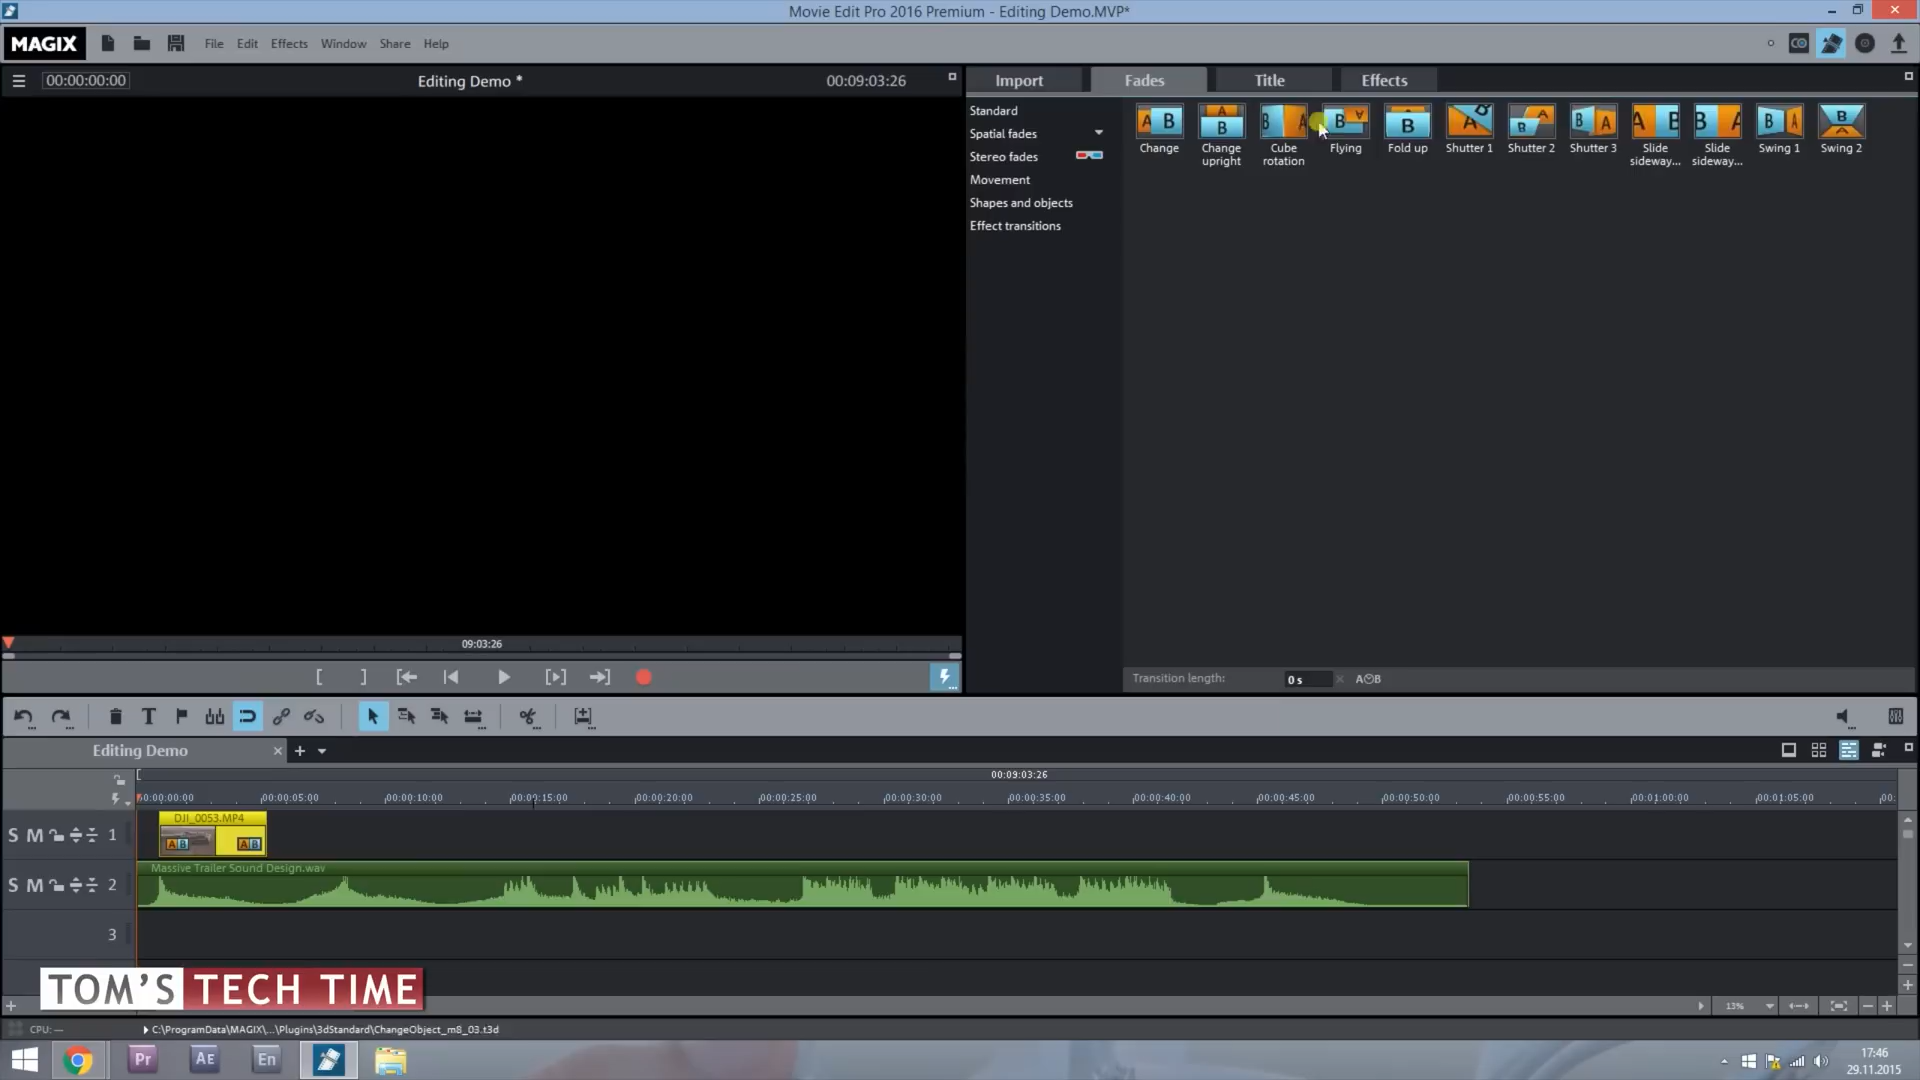 Movie Edit Pro 2016 Premium - Editing Demo.MVP*
MAGIX File Edit Effects Window Share Help
00:00:00:00 Editing Demo * 00:09:03:26
Import Fades Title Effects
Standard
Spatial fades
Stereo fades
Movement
Shapes and objects
Effect transitions
A B B A B A B B A B A B B A A B B A B A B
Change Change upright Cube rotation Flying Fold up Shutter 1 Shutter 2 Shutter 3 Slide sideway... Slide sideway... Swing 1 Swing 2
09:03:26
Transition length: 0 s A B
Editing Demo
00:09:03:26
00:00:00:00 00:00:05:00 00:00:10:00 00:00:15:00 00:00:20:00 00:00:25:00 00:00:30:00 00:00:35:00 00:00:40:00 00:00:45:00 00:00:50:00 00:00:55:00 00:01:00:00 00:01:05:00 00:
DJI_0053.MP4
S M 1 AB AB
Massive Trailer Sound Design.wav
S M 2
3
TOM'S TECH TIME
13%
CPU: — C:\ProgramData\MAGIX\...\Plugins\3dStandard\ChangeObject_m8_03.t3d
Pr AE En
17:46
29.11.2015